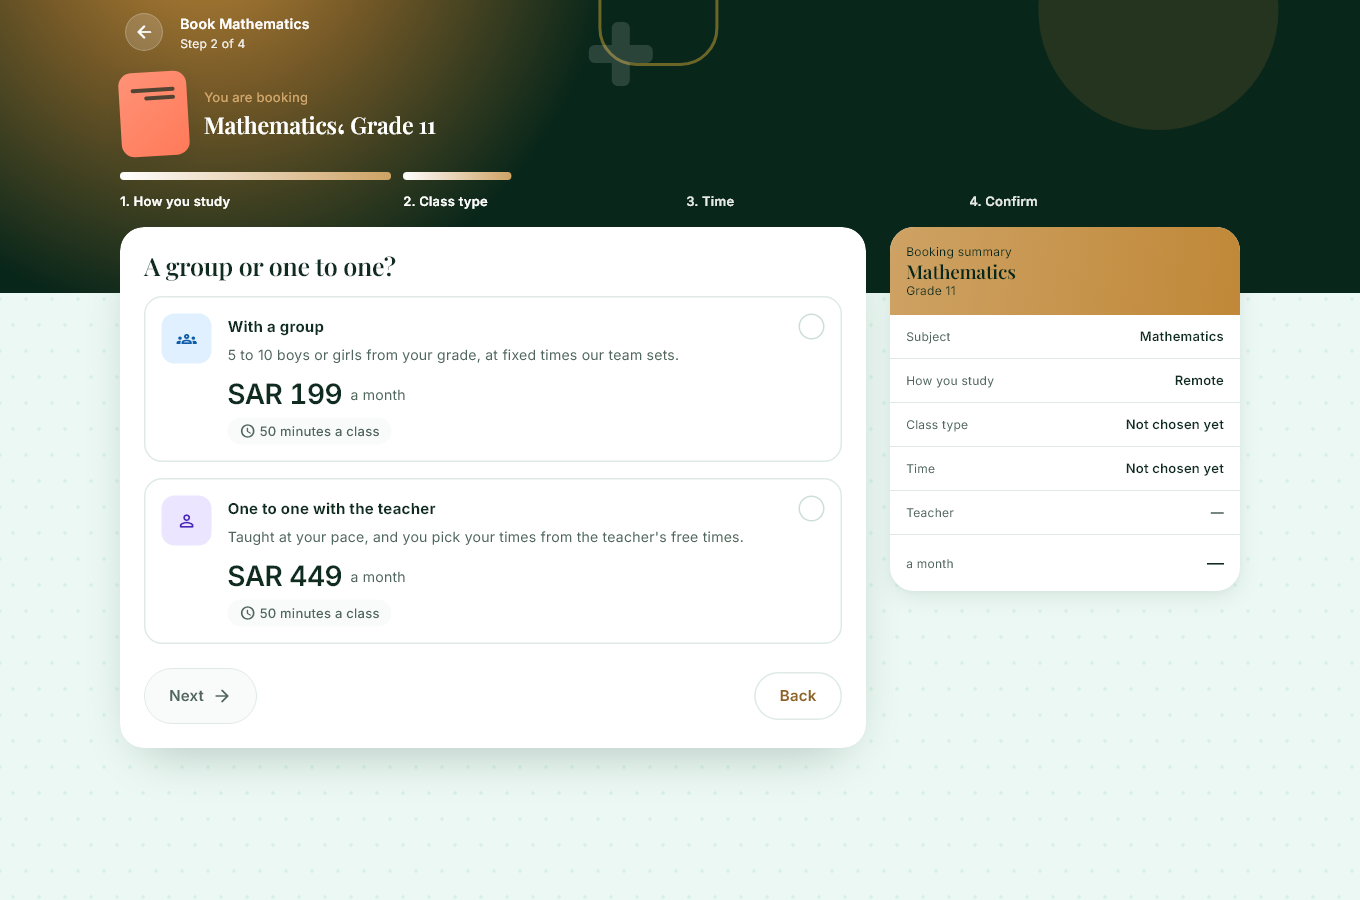 Book Mathematics
Step 2 of 4
You are booking
Mathematics، Grade 11
1. How you study
2. Class type
3. Time
4. Confirm
A group or one to one?
With a group
5 to 10 boys or girls from your grade, at fixed times our team sets.
SAR 199 a month
50 minutes a class
One to one with the teacher
Taught at your pace, and you pick your times from the teacher's free times.
SAR 449 a month
50 minutes a class
Next
Back
Booking summary
Mathematics
Grade 11
Subject Mathematics
How you study Remote
Class type Not chosen yet
Time Not chosen yet
Teacher —
a month —